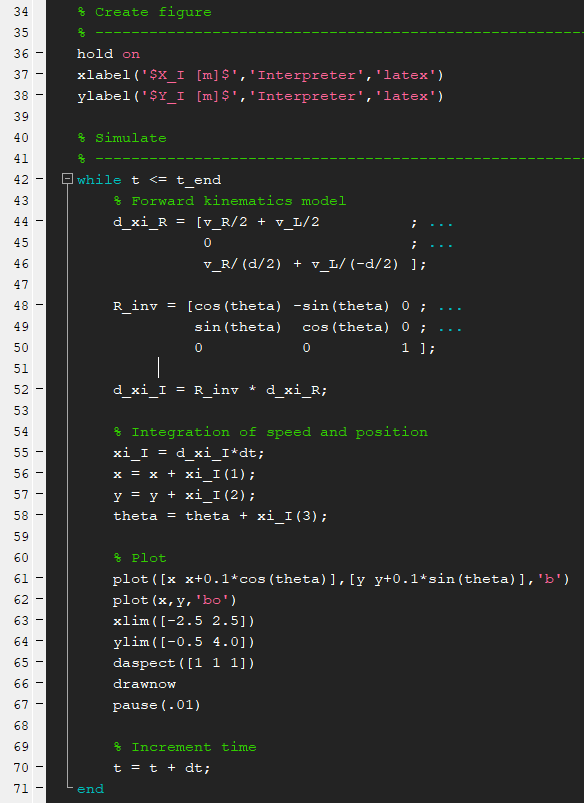 34 % Create figure
35 % ------------------------------------------------------
36 - hold on
37 - xlabel('$X_I [m]$','Interpreter','latex')
38 - ylabel('$Y_I [m]$','Interpreter','latex')
39
40 % Simulate
41 % ------------------------------------------------------
42 - while t <= t_end
43 % Forward kinematics model
44 - d_xi_R = [v_R/2 + v_L/2 ; ...
45 0 ; ...
46 v_R/(d/2) + v_L/(-d/2) ];
47
48 - R_inv = [cos(theta) -sin(theta) 0 ; ...
49 sin(theta) cos(theta) 0 ; ...
50 0 0 1 ];
51
52 - d_xi_I = R_inv * d_xi_R;
53
54 % Integration of speed and position
55 - xi_I = d_xi_I*dt;
56 - x = x + xi_I(1);
57 - y = y + xi_I(2);
58 - theta = theta + xi_I(3);
59
60 % Plot
61 - plot([x x+0.1*cos(theta)],[y y+0.1*sin(theta)],'b')
62 - plot(x,y,'bo')
63 - xlim([-2.5 2.5])
64 - ylim([-0.5 4.0])
65 - daspect([1 1 1])
66 - drawnow
67 - pause(.01)
68
69 % Increment time
70 - t = t + dt;
71 - end